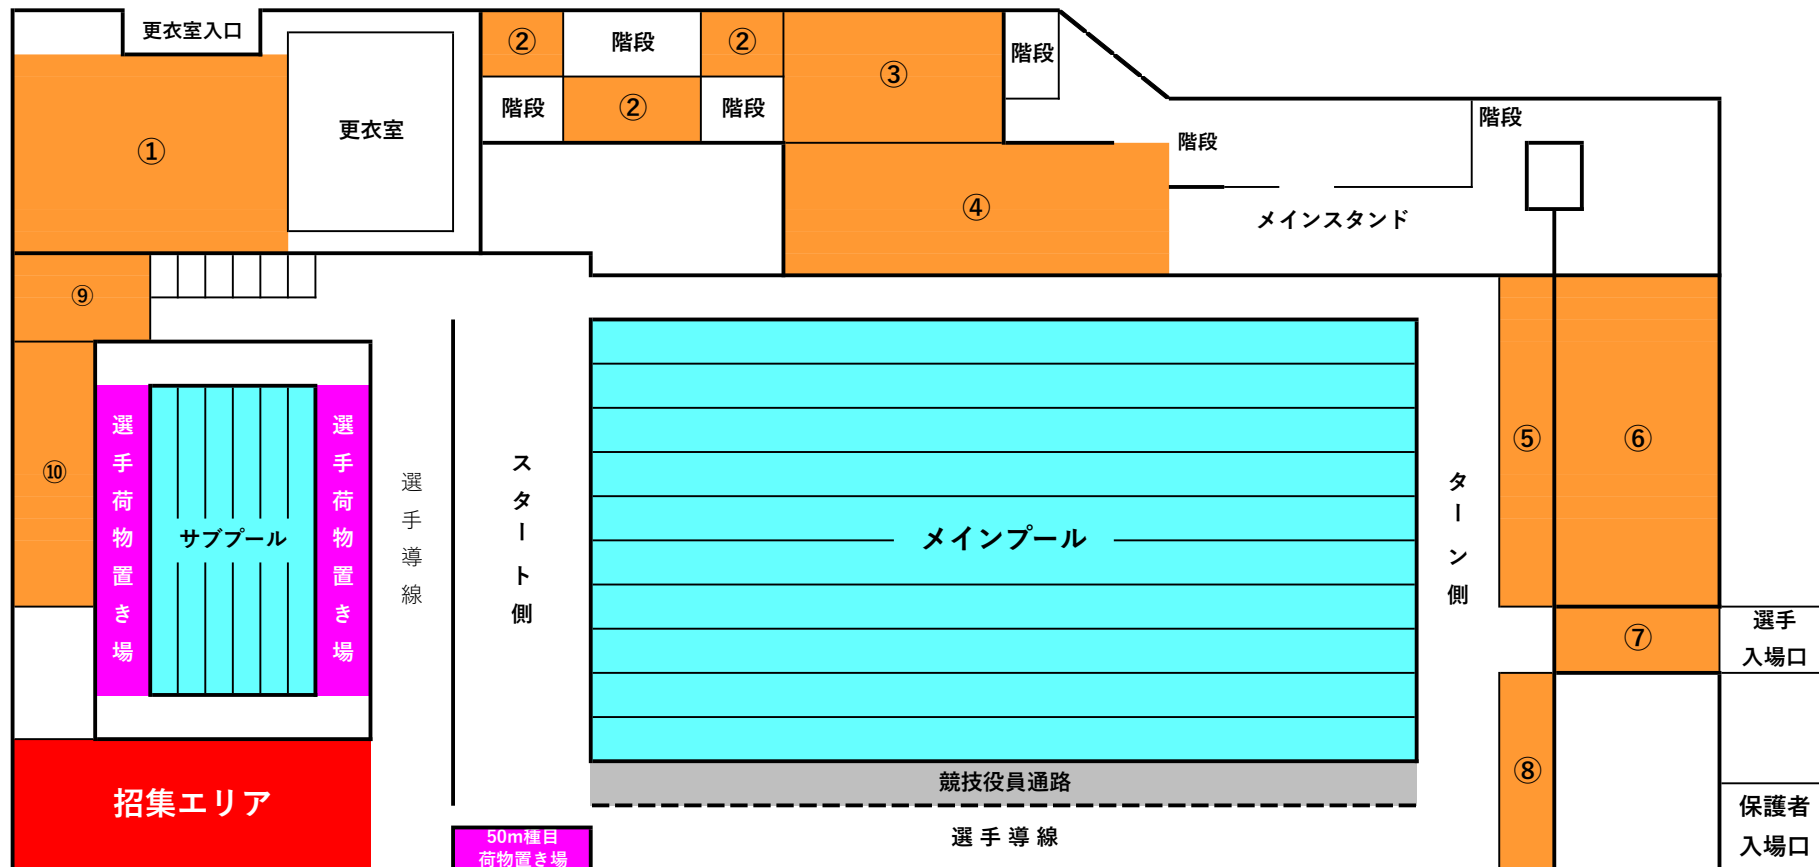 更衣室入口
②
階段
②
③
階段
階段
②
階段
階段
階段
①
更衣室
④
メインスタンド
⑨
⑩
選手荷物置き場
サブプール
選手荷物置き場
選手導線
スタート側
メインプール
ターン側
⑤
⑥
⑦
選手
入場口
⑧
競技役員通路
招集エリア
50m種目
荷物置き場
選手導線
保護者
入場口